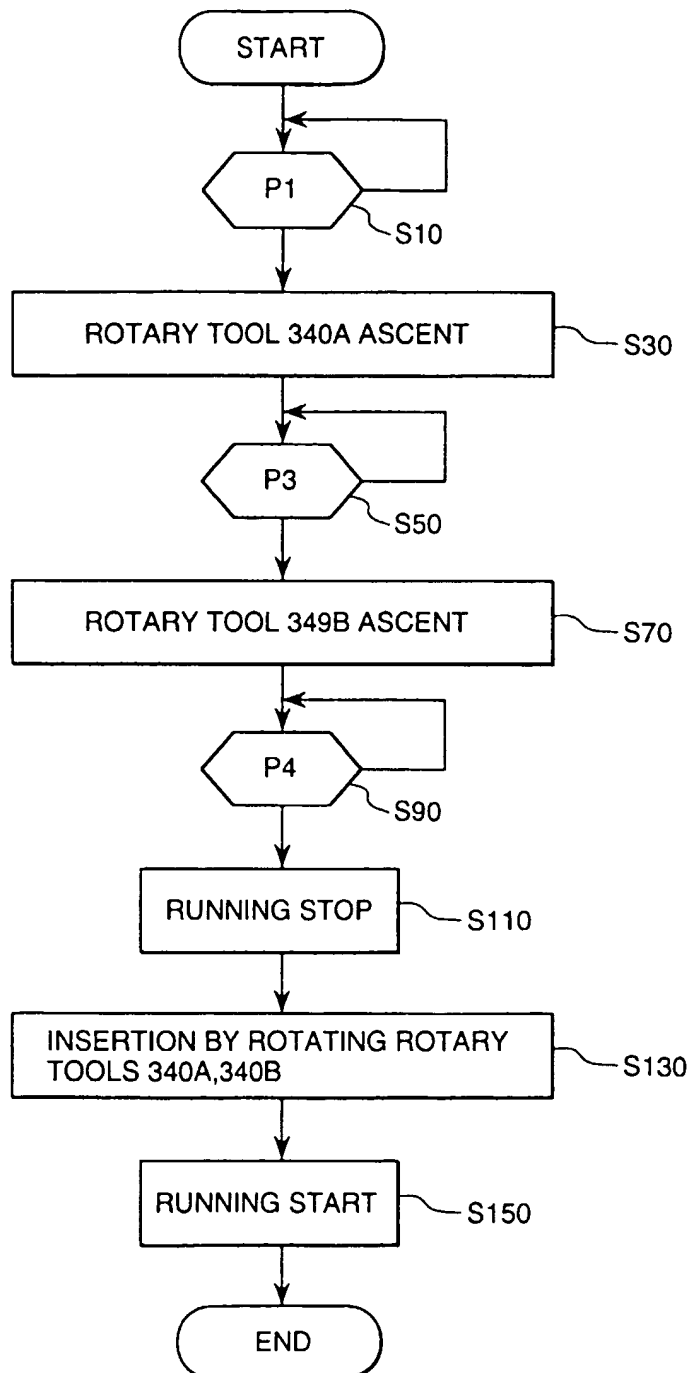 START
P1
S10
ROTARY TOOL 340A ASCENT
S30
P3
S50
ROTARY TOOL 349B ASCENT
S70
P4
S90
RUNNING STOP
S110
INSERTION BY ROTATING ROTARY
TOOLS 340A,340B
S130
RUNNING START
S150
END